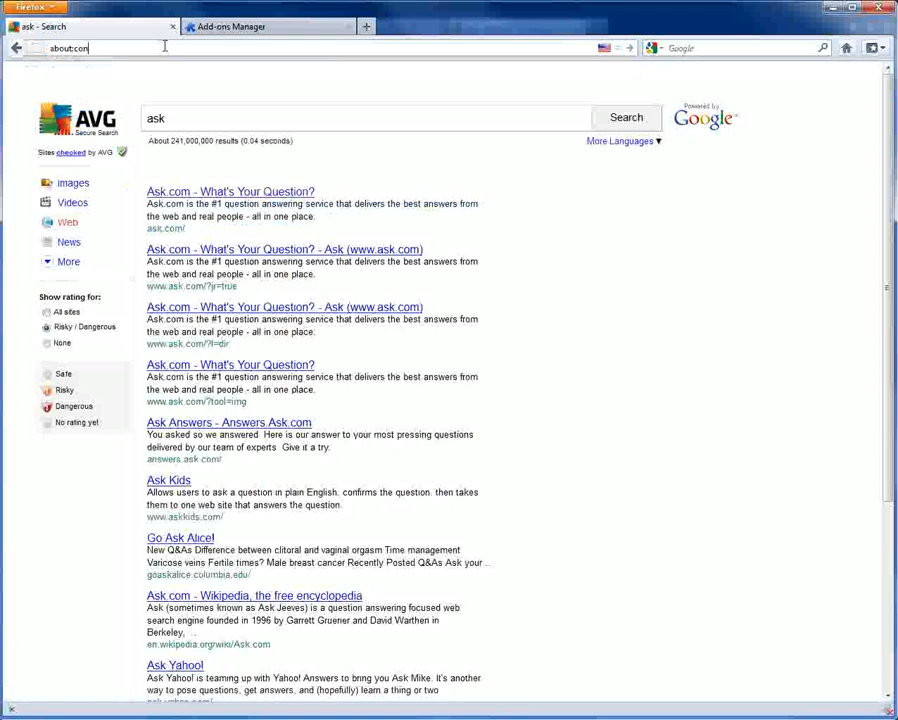 Firefox
ask - Search
Add-ons Manager
about:con
Google
AVG
Secure Search
ask
Search
Powered by
Google
Sites checked by AVG
About 241,000,000 results (0.04 seconds)
More Languages
Images
Videos
Web
News
More
Show rating for:
All sites
Risky / Dangerous
None
Safe
Risky
Dangerous
No rating yet
Ask.com - What's Your Question?
Ask.com is the #1 question answering service that delivers the best answers from
the web and real people - all in one place.
ask.com/
Ask.com - What's Your Question? - Ask (www.ask.com)
Ask.com is the #1 question answering service that delivers the best answers from
the web and real people - all in one place.
www.ask.com/?jr=true
Ask.com - What's Your Question? - Ask (www.ask.com)
Ask.com is the #1 question answering service that delivers the best answers from
the web and real people - all in one place.
www.ask.com/?l=dir
Ask.com - What's Your Question?
Ask.com is the #1 question answering service that delivers the best answers from
the web and real people - all in one place.
www.ask.com/?tool=img
Ask Answers - Answers.Ask.com
You asked so we answered. Here is our answer to your most pressing questions
delivered by our team of experts. Give it a try.
answers.ask.com/
Ask Kids
Allows users to ask a question in plain English, confirms the question, then takes
them to one web site that answers the question.
www.askkids.com/
Go Ask Alice!
New Q&As Difference between clitoral and vaginal orgasm Time management
Varicose veins Fertile times? Male breast cancer Recently Posted Q&As Ask your ...
goaskalice.columbia.edu/
Ask.com - Wikipedia, the free encyclopedia
Ask (sometimes known as Ask Jeeves) is a question answering focused web
search engine founded in 1996 by Garrett Gruener and David Warthen in
Berkeley, ...
en.wikipedia.org/wiki/Ask.com
Ask Yahoo!
Ask Yahoo! is teaming up with Yahoo! Answers to bring you Ask Mike. It's another
way to pose questions, get answers, and (hopefully) learn a thing or two
ask.yahoo.com/